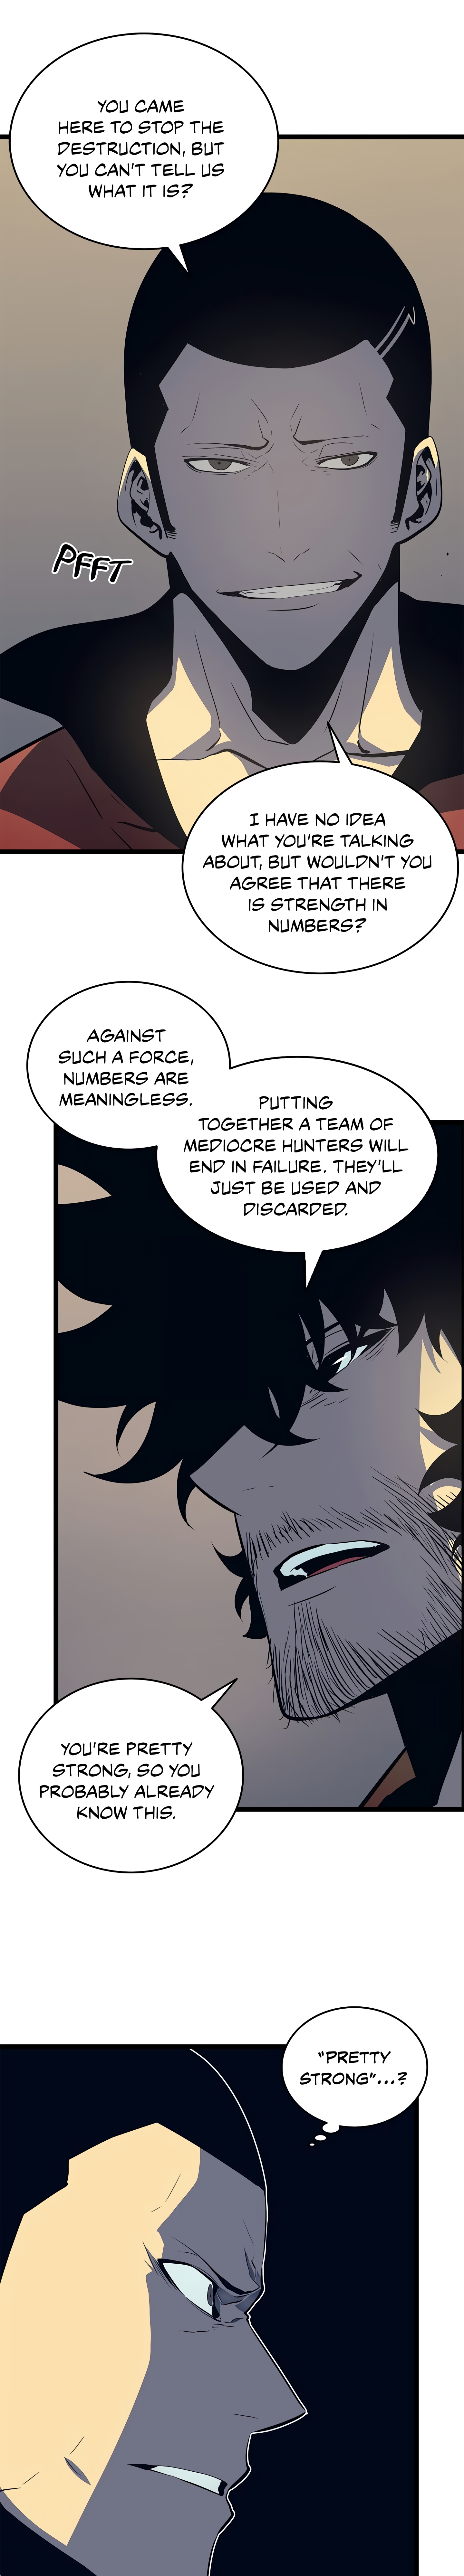 YOU CAME
HERE TO STOP THE
DESTRUCTION, BUT
YOU CAN'T TELL US
WHAT IT IS?
PFFT
I HAVE NO IDEA
WHAT YOU'RE TALKING
ABOUT, BUT WOULDN'T YOU
AGREE THAT THERE
IS STRENGTH IN
NUMBERS?
AGAINST
SUCH A FORCE,
NUMBERS ARE
MEANINGLESS.
PUTTING
TOGETHER A TEAM OF
MEDIOCRE HUNTERS WILL
END IN FAILURE. THEY'LL
JUST BE USED AND
DISCARDED.
YOU'RE PRETTY
STRONG, SO YOU
PROBABLY ALREADY
KNOW THIS.
"PRETTY
STRONG"...?